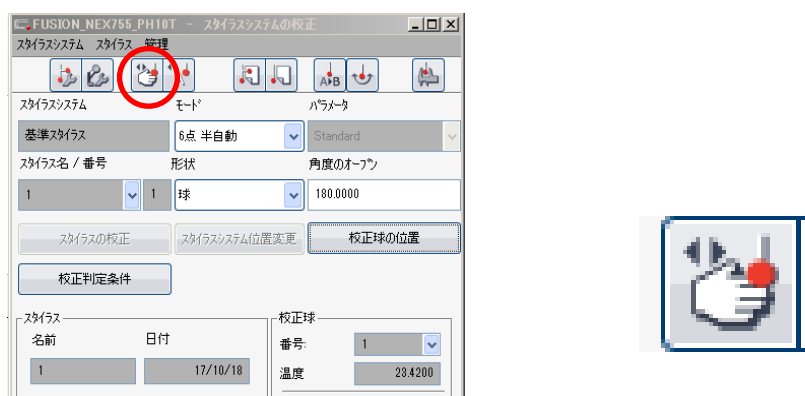 FUSION_NEX755_PH10T - スタイラスシステムの校正
スタイラスシステム スタイラス 管理
A▶B
スタイラスシステム モード パラメータ
基準スタイラス 6点 半自動 Standard
スタイラス名 / 番号 形状 角度のオープン
1 1 球 180.0000
スタイラスの校正 スタイラスシステム位置変更 校正球の位置
校正判定条件
スタイラス 校正球
名前 日付 番号: 1
1 17/10/18 温度 23.4200